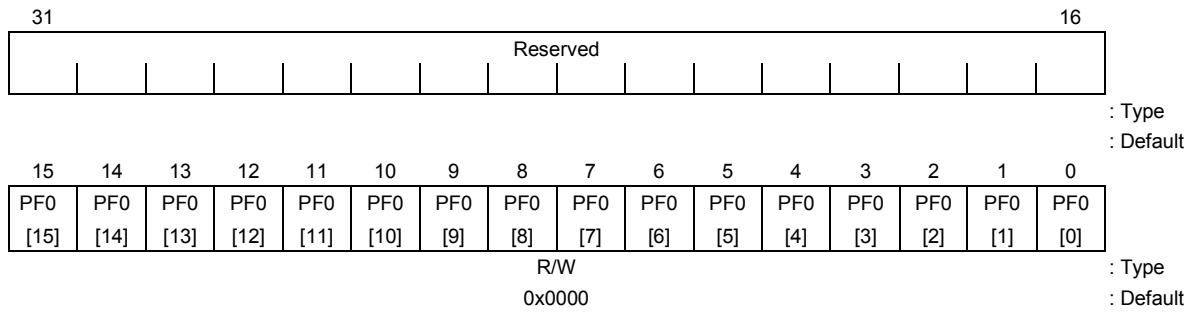 31 16
Reserved
: Type
: Default
15 14 13 12 11 10 9 8 7 6 5 4 3 2 1 0
PF0 PF0 PF0 PF0 PF0 PF0 PF0 PF0 PF0 PF0 PF0 PF0 PF0 PF0 PF0 PF0
[15] [14] [13] [12] [11] [10] [9] [8] [7] [6] [5] [4] [3] [2] [1] [0]
R/W : Type
0x0000 : Default